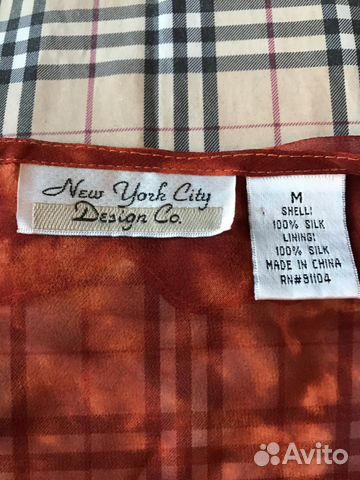 New York City
Design Co.
M
SHELL:
100% SILK
LINING:
100% SILK
MADE IN CHINA
RN#91104
Avito